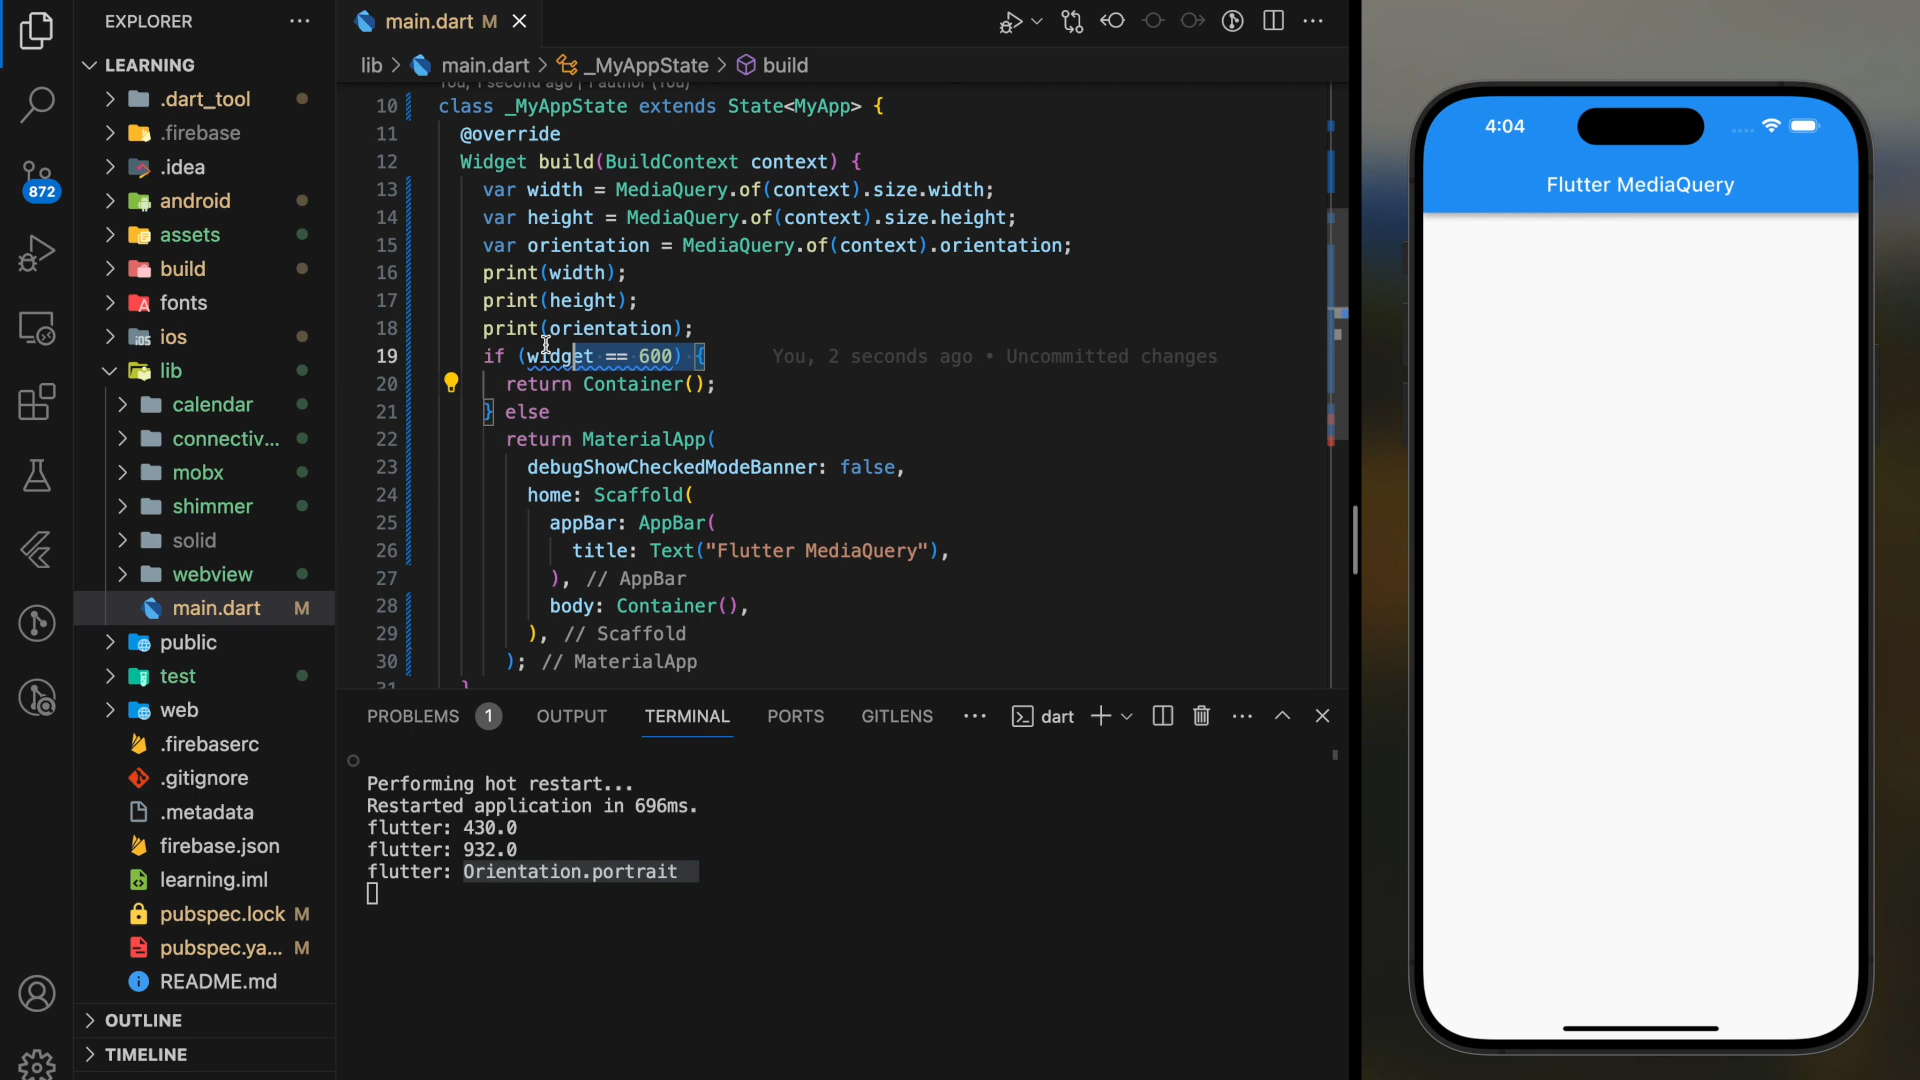 EXPLORER
LEARNING
.dart_tool
.firebase
.idea
android
assets
build
fonts
ios
lib
calendar
connectiv...
mobx
shimmer
solid
webview
main.dart M
public
test
web
.firebaserc
.gitignore
.metadata
firebase.json
learning.iml
pubspec.lock M
pubspec.ya... M
README.md
OUTLINE
TIMELINE
872
main.dart M
lib > main.dart > _MyAppState > build
You, 1 second ago | 1 author (You)
10 class _MyAppState extends State<MyApp> {
11 @override
12 Widget build(BuildContext context) {
13 var width = MediaQuery.of(context).size.width;
14 var height = MediaQuery.of(context).size.height;
15 var orientation = MediaQuery.of(context).orientation;
16 print(width);
17 print(height);
18 print(orientation);
19 if (widget == 600) { You, 2 seconds ago • Uncommitted changes
20 return Container();
21 } else
22 return MaterialApp(
23 debugShowCheckedModeBanner: false,
24 home: Scaffold(
25 appBar: AppBar(
26 title: Text("Flutter MediaQuery"),
27 ), // AppBar
28 body: Container(),
29 ), // Scaffold
30 ); // MaterialApp
31 }
PROBLEMS 1 OUTPUT TERMINAL PORTS GITLENS dart
Performing hot restart...
Restarted application in 696ms.
flutter: 430.0
flutter: 932.0
flutter: Orientation.portrait
4:04
Flutter MediaQuery